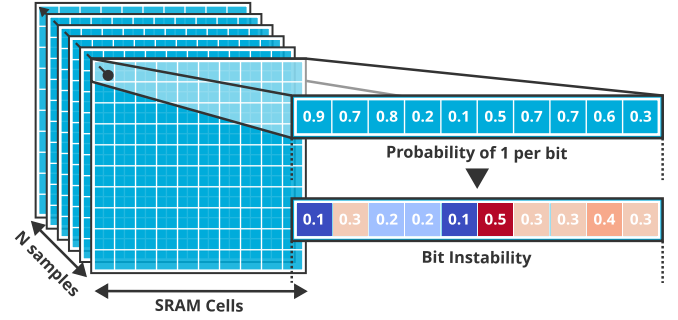 0.9 0.7 0.8 0.2 0.1 0.5 0.7 0.7 0.6 0.3
Probability of 1 per bit
0.1 0.3 0.2 0.2 0.1 0.5 0.3 0.3 0.4 0.3
Bit Instability
N samples
SRAM Cells